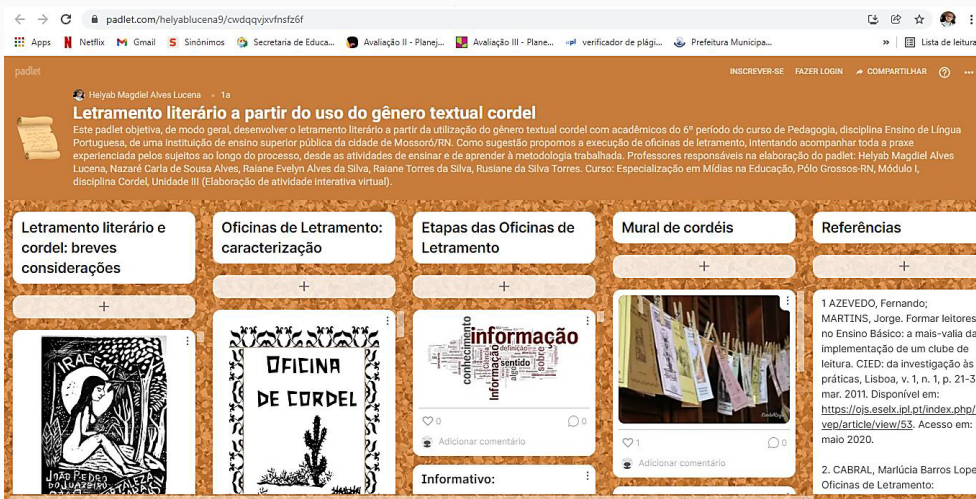 padlet.com/helyablucena9/cwdqqvjxvfnsfz6f
Apps Netflix Gmail Sinônimos Secretaria de Educa... Avaliação II - Planej... Avaliação III - Plane... verificador de plági... Prefeitura Municipa... » Lista de leitura
padlet
INSCREVER-SE FAZER LOGIN COMPARTILHAR
Helyab Magdiel Alves Lucena • 1a
Letramento literário a partir do uso do gênero textual cordel
Este padlet objetiva, de modo geral, desenvolver o letramento literário a partir da utilização do gênero textual cordel com acadêmicos do 6º período do curso de Pedagogia, disciplina Ensino de Língua
Portuguesa, de uma instituição de ensino superior pública da cidade de Mossoró/RN. Como sugestão propomos a execução de oficinas de letramento, intentando acompanhar toda a praxe
experienciada pelos sujeitos ao longo do processo, desde as atividades de ensinar e de aprender à metodologia trabalhada. Professores responsáveis na elaboração do padlet: Helyab Magdiel Alves
Lucena, Nazaré Carla de Sousa Alves, Raiane Evelyn Alves da Silva, Raiane Torres da Silva, Rusiane da Silva Torres. Curso: Especialização em Mídias na Educação, Pólo Grossos-RN, Módulo I,
disciplina Cordel, Unidade III (Elaboração de atividade interativa virtual).
Letramento literário e
cordel: breves
considerações
IRACEMA
JOÃO PEDRO
DO JUAZEIRO
Oficinas de Letramento:
caracterização
OFICINA
DE CORDEL
Etapas das Oficinas de
Letramento
informação
conhecimento
Informação
definição
Ciência
sentido
algo
sobre
0 0
Adicionar comentário
Informativo:
Mural de cordéis
1 0
Adicionar comentário
Referências
1 AZEVEDO, Fernando;
MARTINS, Jorge. Formar leitores
no Ensino Básico: a mais-valia da
implementação de um clube de
leitura. CIED: da investigação às
práticas, Lisboa, v. 1, n. 1, p. 21-3
mar. 2011. Disponível em:
https://ojs.eselx.ipl.pt/index.php/
vep/article/view/53. Acesso em:
maio 2020.
2. CABRAL, Marlúcia Barros Lope
Oficinas de Letramento: